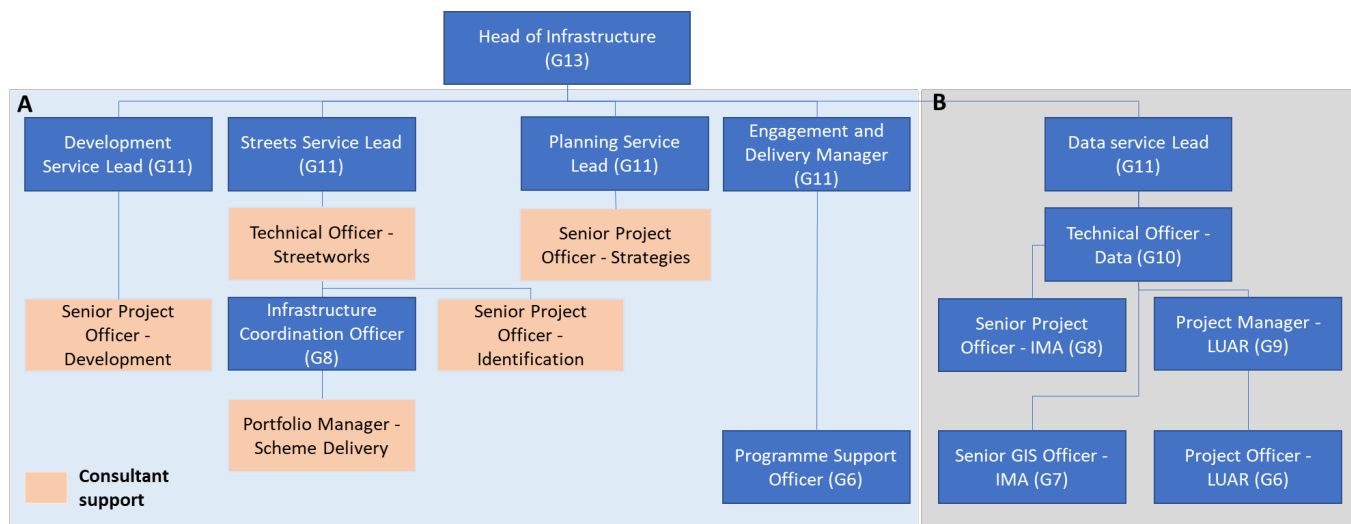 Head of Infrastructure
(G13)
A
Development
Service Lead (G11)
Streets Service Lead
(G11)
Planning Service
Lead (G11)
Engagement and
Delivery Manager
(G11)
Technical Officer -
Streetworks
Senior Project
Officer - Strategies
Senior Project
Officer -
Development
Infrastructure
Coordination Officer
(G8)
Senior Project
Officer -
Identification
Portfolio Manager -
Scheme Delivery
Programme Support
Officer (G6)
Consultant
support
B
Data service Lead
(G11)
Technical Officer -
Data (G10)
Senior Project
Officer - IMA (G8)
Project Manager -
LUAR (G9)
Senior GIS Officer -
IMA (G7)
Project Officer -
LUAR (G6)